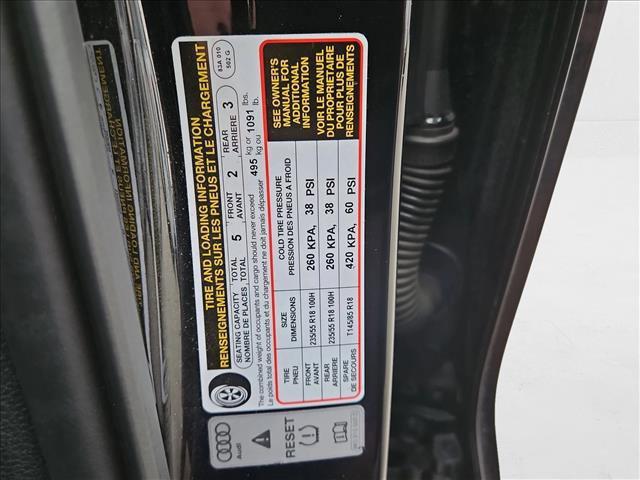 TIRE AND LOADING INFORMATION
RENSEIGNEMENTS SUR LES PNEUS ET LE CHARGEMENT
83A 010
502 G
SEATING CAPACITY TOTAL 5 FRONT 2 REAR 3
NOMBRE DE PLACES, TOTAL AVANT ARRIERE
The combined weight of occupants and cargo should never exceed 495 kg or 1091 lbs.
Le poids total des occupants et du chargement ne doit jamais dépasser kg ou lb.
TIRE SIZE COLD TIRE PRESSURE
PNEU DIMENSIONS PRESSION DES PNEUS A FROID
FRONT 235/55 R18 100H 260 KPA, 38 PSI
AVANT
REAR 235/55 R18 100H 260 KPA, 38 PSI
ARRIERE
SPARE T145/85 R18 420 KPA, 60 PSI
DE SECOURS
SEE OWNER'S
MANUAL FOR
ADDITIONAL
INFORMATION
VOIR LE MANUEL
DU PROPRIETAIRE
POUR PLUS DE
RENSEIGNEMENTS
Audi
RESET